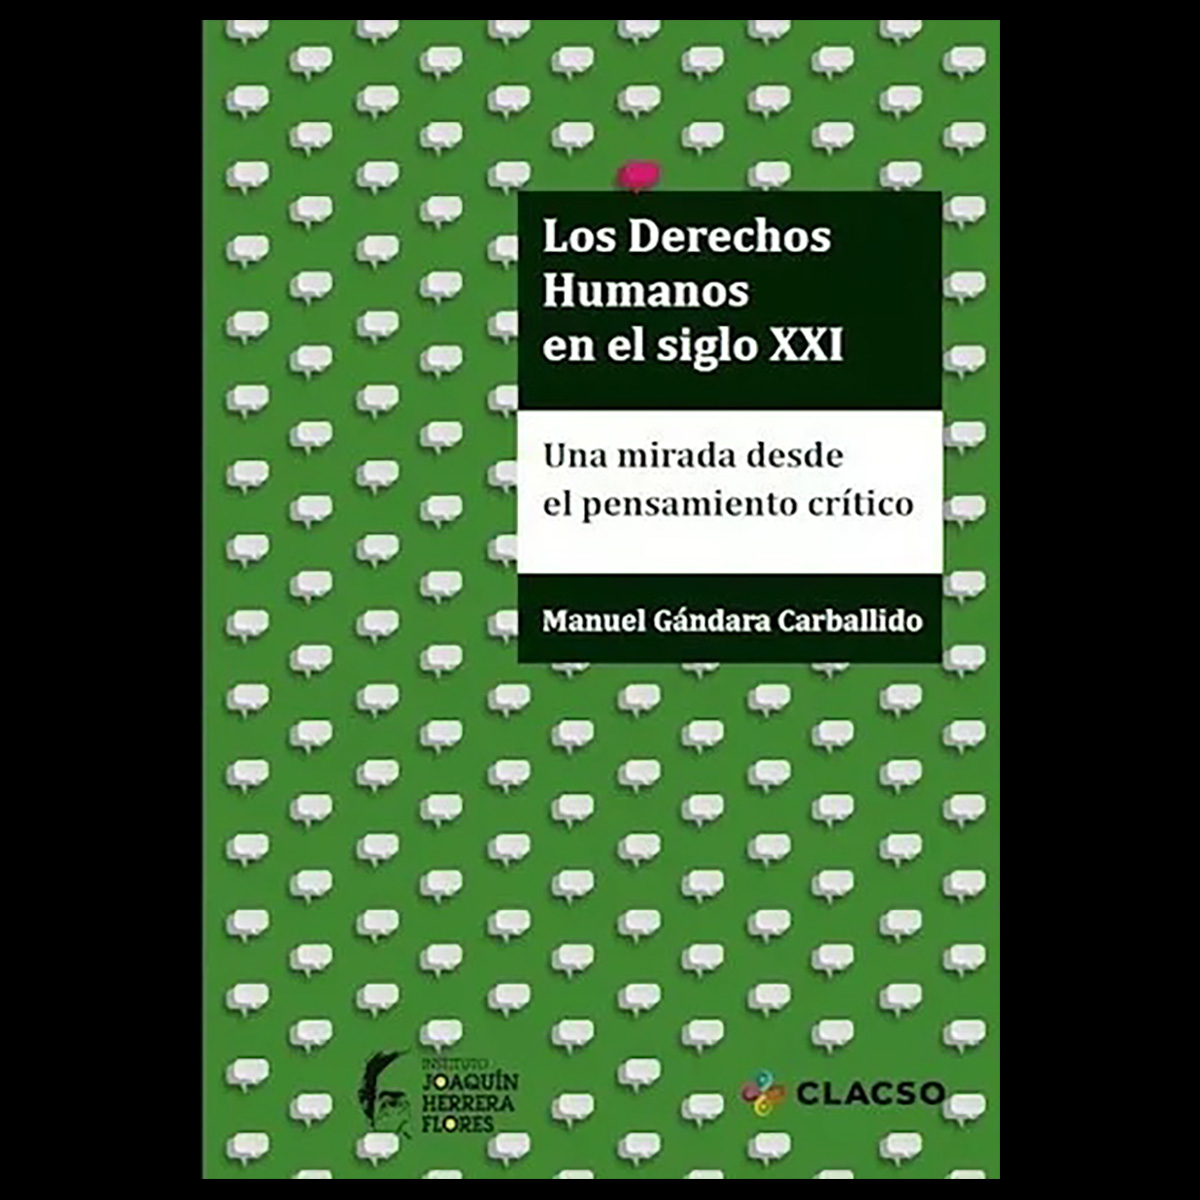 Los Derechos
Humanos
en el siglo XXI
Una mirada desde
el pensamiento crítico
Manuel Gándara Carballido
INSTITUTO
JOAQUÍN
HERRERA
FLORES
CLACSO